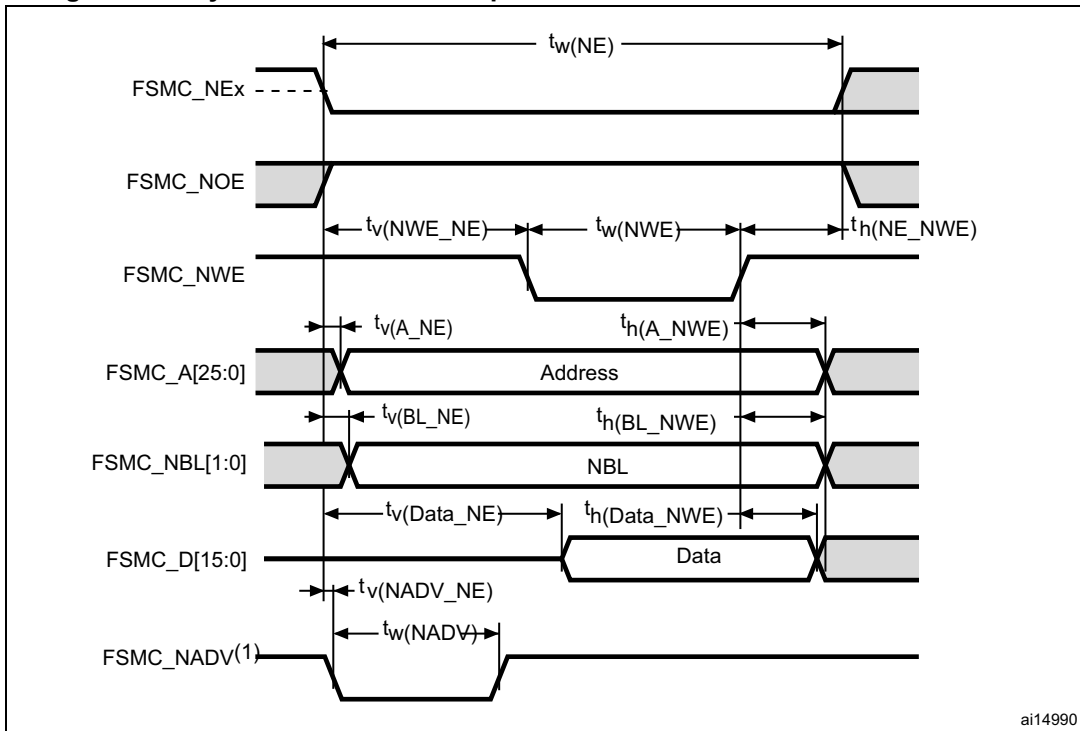 tw(NE)
FSMC_NEx
FSMC_NOE
tv(NWE_NE) tw(NWE) th(NE_NWE)
FSMC_NWE
tv(A_NE) th(A_NWE)
FSMC_A[25:0] Address
tv(BL_NE) th(BL_NWE)
FSMC_NBL[1:0] NBL
tv(Data_NE) th(Data_NWE)
FSMC_D[15:0] Data
tv(NADV_NE)
tw(NADV)
FSMC_NADV(1)
ai14990